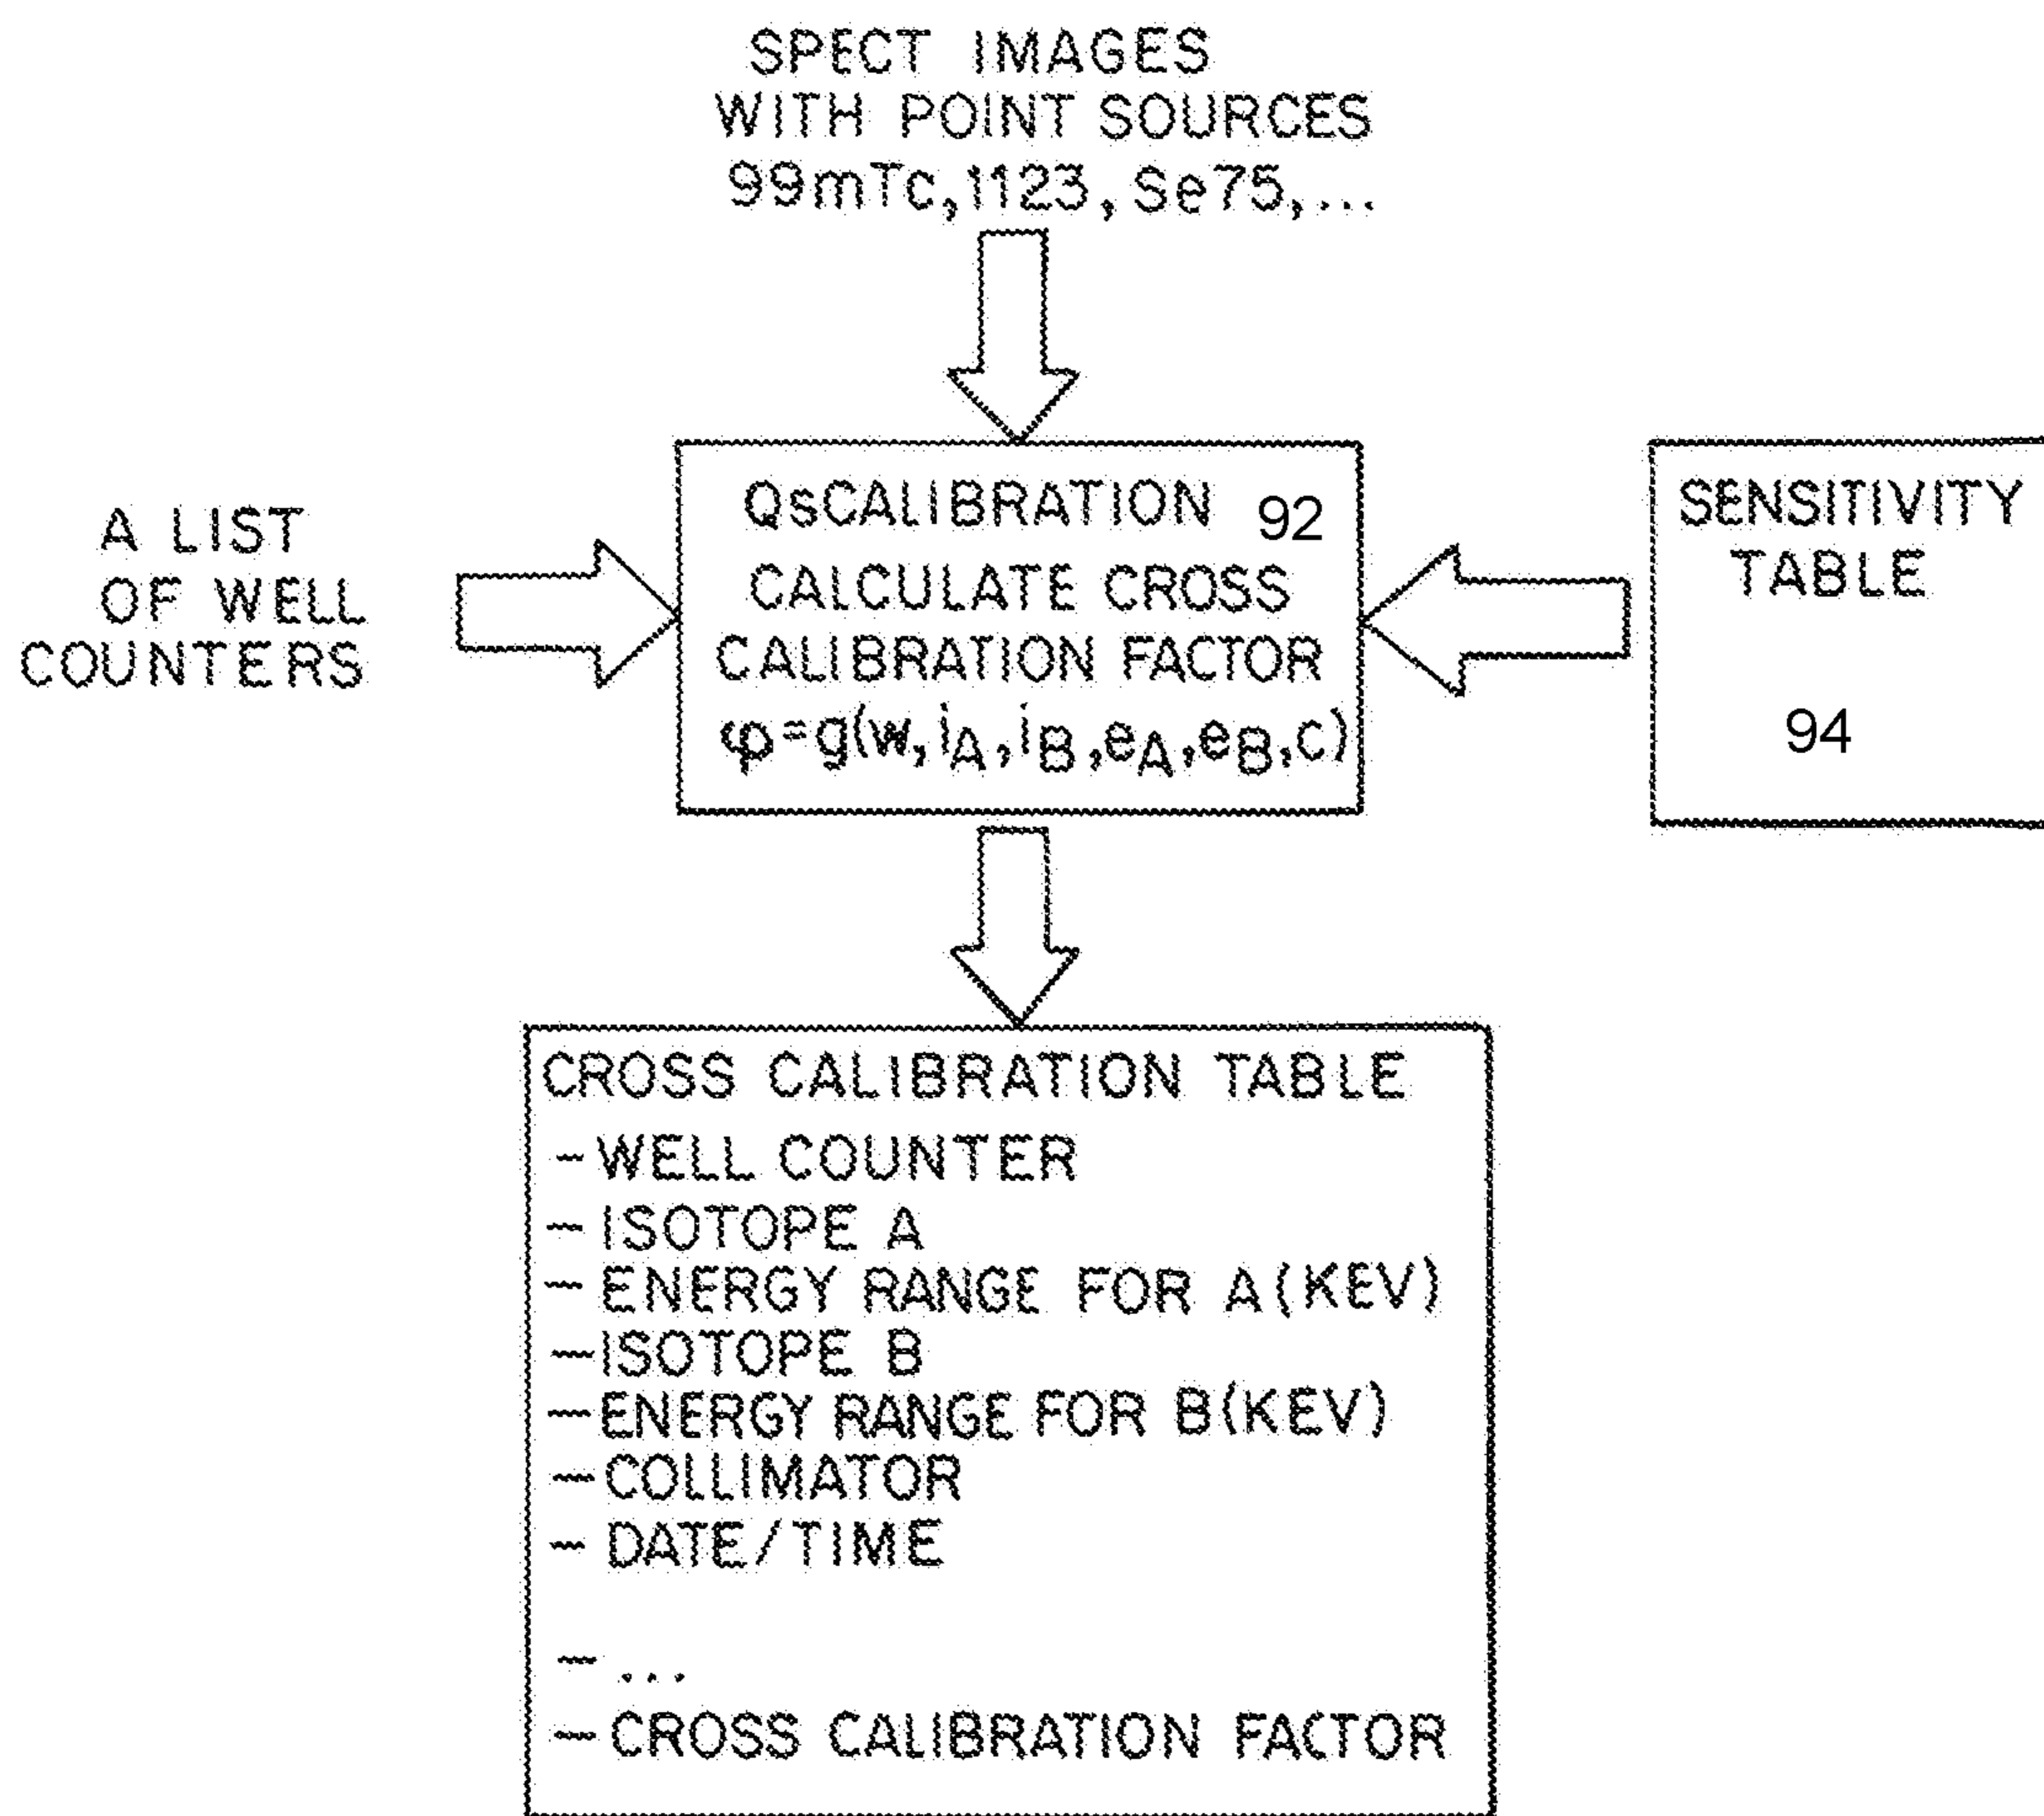 SPECT IMAGES
WITH POINT SOURCES
99mTc, I123, Se75,...
A LIST
OF WELL
COUNTERS
QsCALIBRATION 92
CALCULATE CROSS
CALIBRATION FACTOR
φ=g(w,iA,iB,eA,eB,c)
SENSITIVITY
TABLE
94
CROSS CALIBRATION TABLE
-WELL COUNTER
-ISOTOPE A
-ENERGY RANGE FOR A(KEV)
-ISOTOPE B
-ENERGY RANGE FOR B(KEV)
-COLLIMATOR
-DATE/TIME
-...
-CROSS CALIBRATION FACTOR